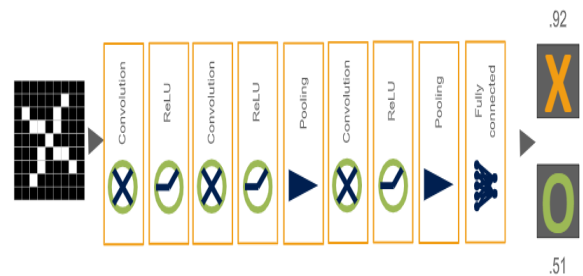 Convolution
ReLU
Convolution
ReLU
Pooling
Convolution
ReLU
Pooling
Fully
connected
.92
X
O
.51